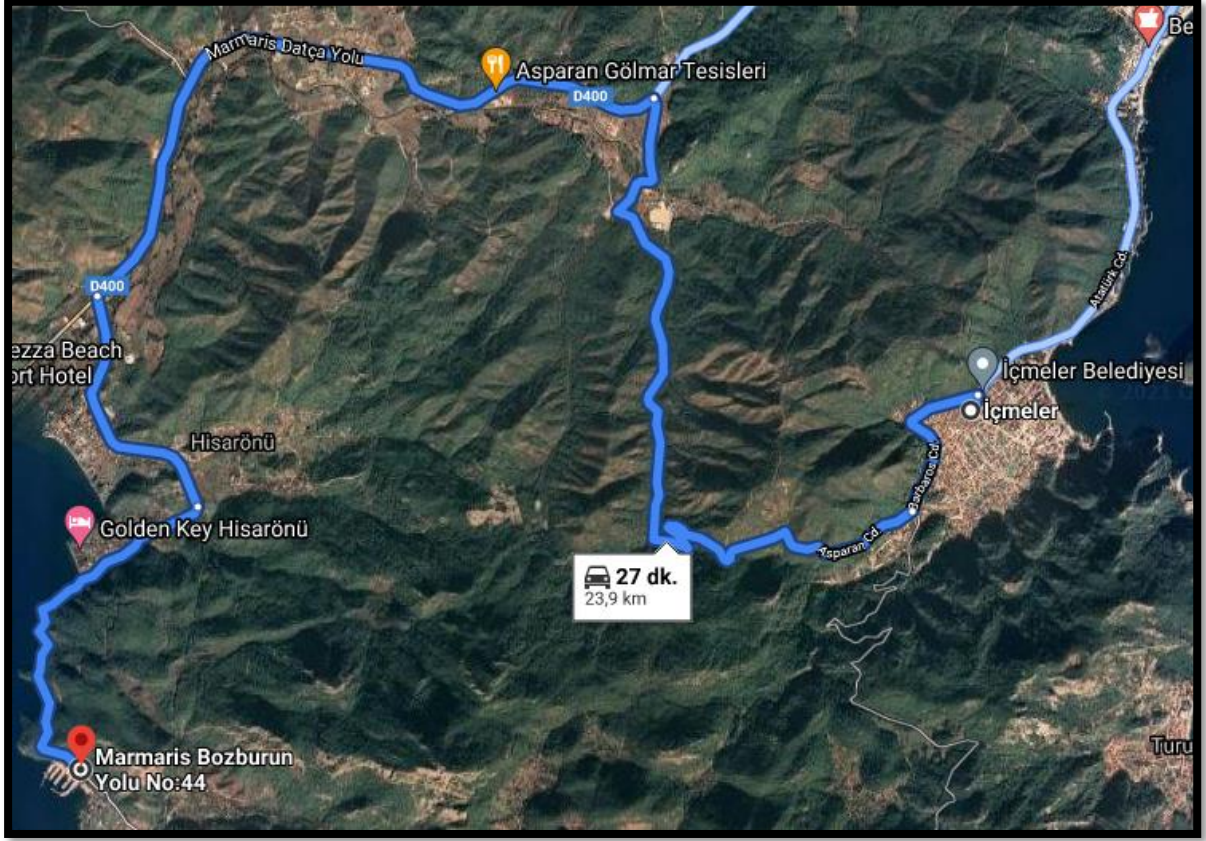 Be
Marmaris Datça Yolu
Asparan Gölmar Tesisleri
D400
D400
Atatürk Cd.
ezza Beach
ort Hotel
İçmeler Belediyesi
İçmeler
Hisarönü
Barbaros Cd.
Golden Key Hisarönü
Asparan Cd.
27 dk.
23,9 km
Marmaris Bozburun
Yolu No:44
Turu